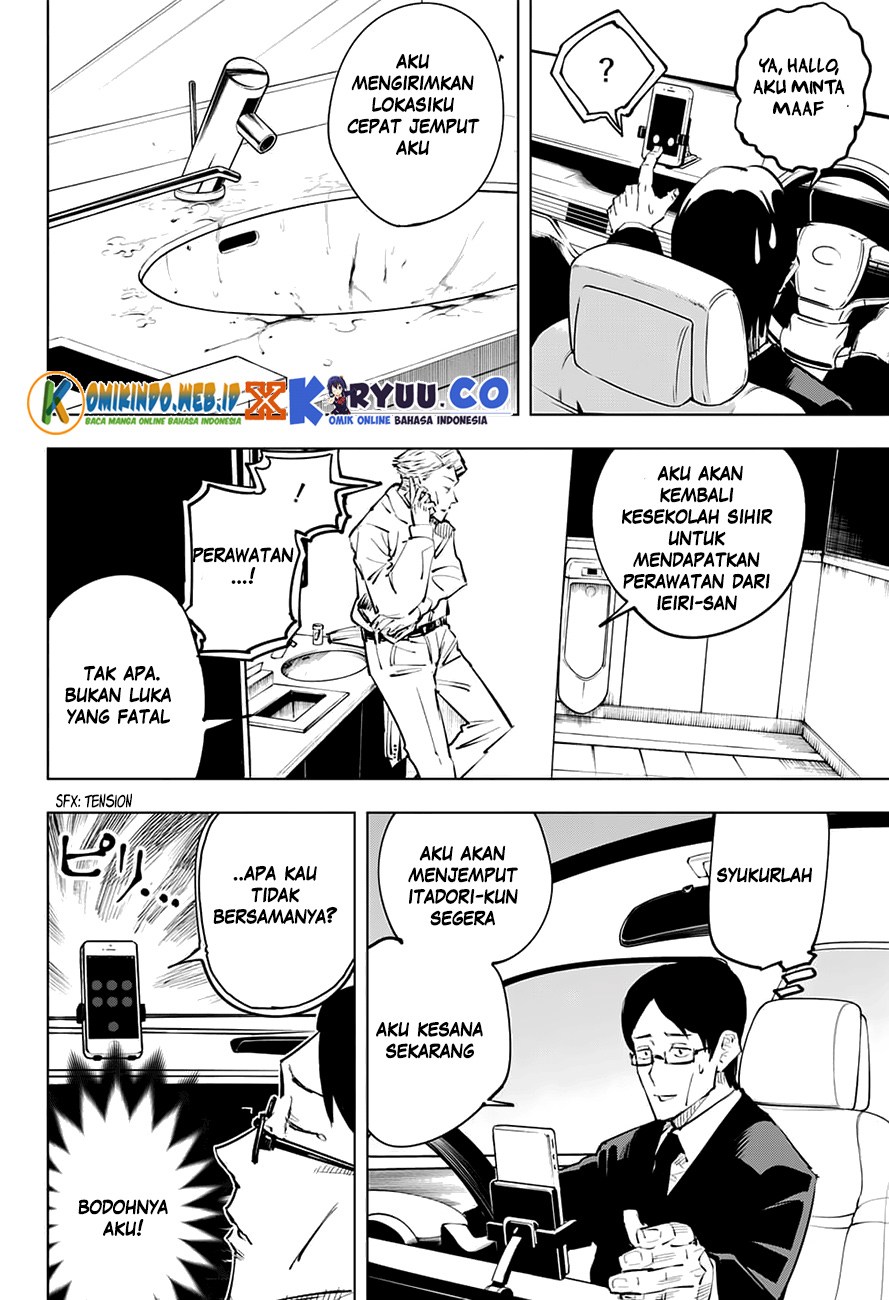 YA, HALLO,
AKU MINTA
MAAF
?
AKU
MENGIRIMKAN
LOKASIKU
CEPAT JEMPUT
AKU
KOMIKINDO.WEB.ID X KIRYUU.CO
BACA MANGA ONLINE BAHASA INDONESIA
OMIK ONLINE BAHASA INDONESIA
AKU AKAN
KEMBALI
KESEKOLAH SIHIR
UNTUK
MENDAPATKAN
PERAWATAN DARI
IEIRI-SAN
!
PERAWATAN
...!
TAK APA.
BUKAN LUKA
YANG FATAL
SYUKURLAH
AKU AKAN
MENJEMPUT
ITADORI-KUN
SEGERA
AKU KESANA
SEKARANG
..APA KAU
TIDAK
BERSAMANYA?
SFX: TENSION
ピリ...
BODOHNYA
AKU!